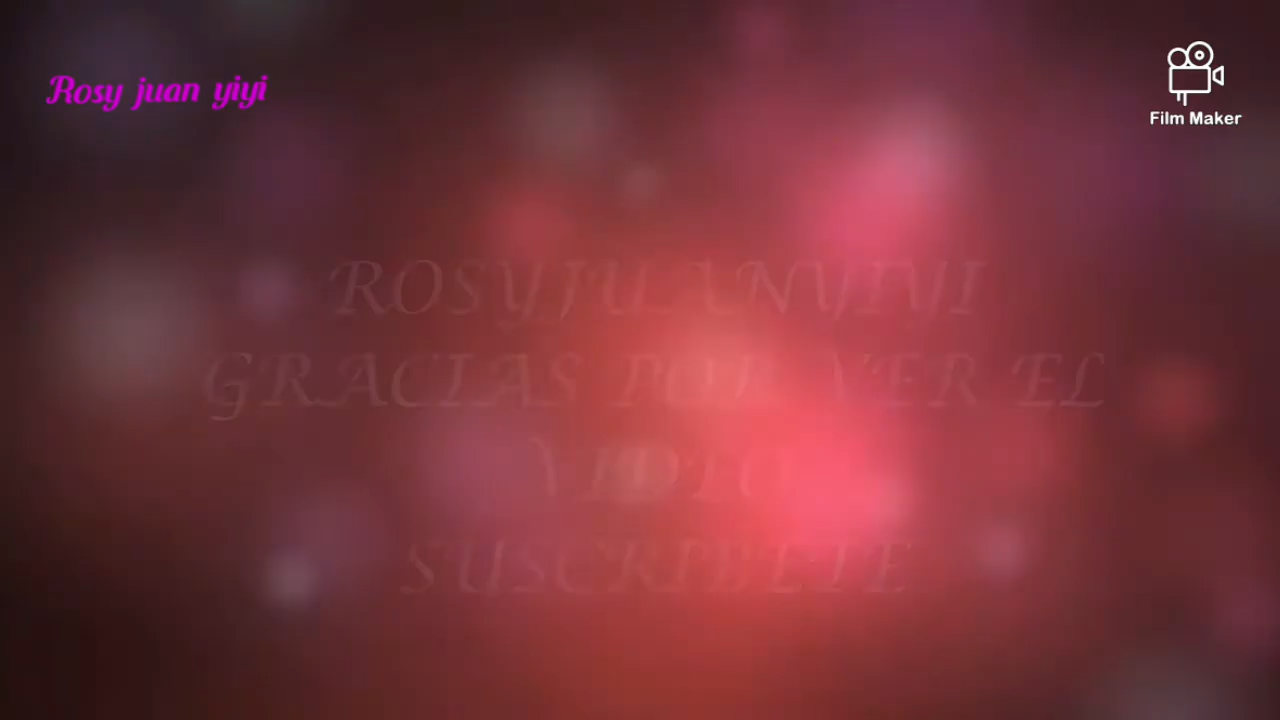 Rosy juan yiyi
Film Maker
ROSYJUANYIYI
GRACIAS POR VER EL
VIDEO
SUSCRIBETE